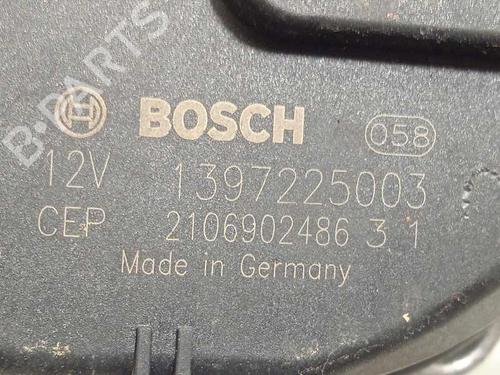 BOSCH 058
12V 1397225003
CEP 2106902486 3 1
Made in Germany
B-PARTS